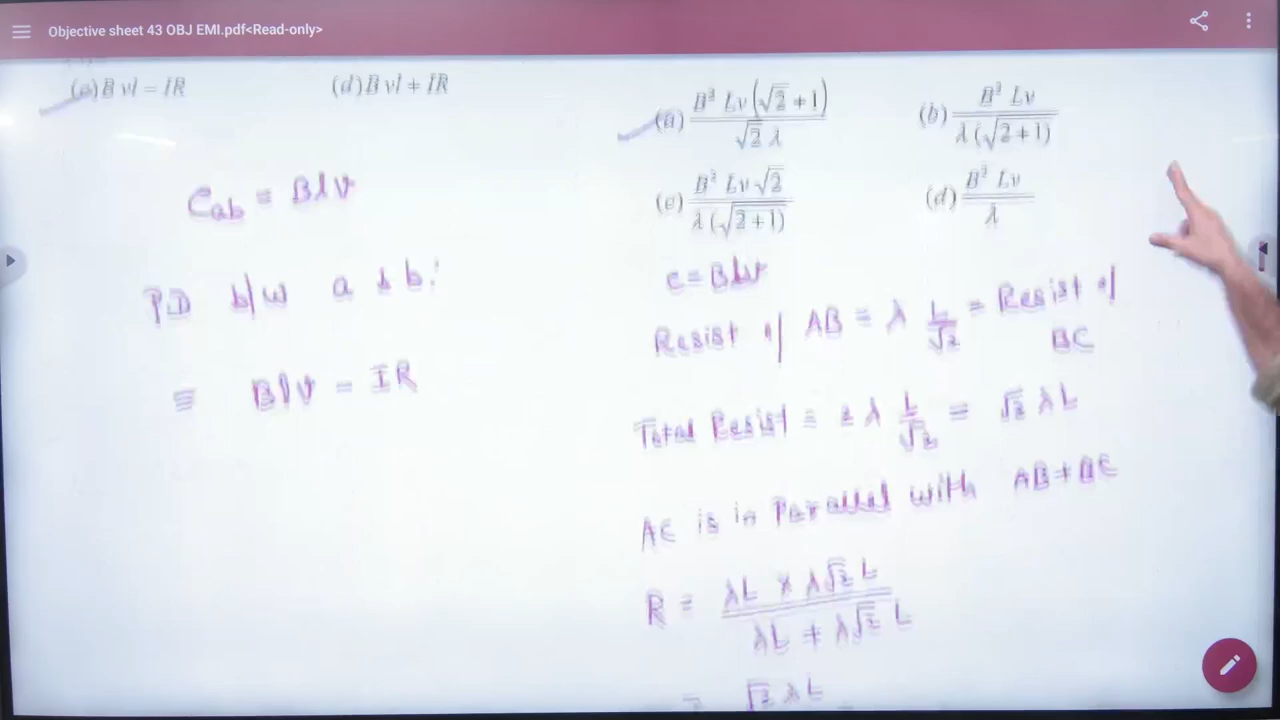 Objective sheet 43 OBJ EMI.pdf<Read-only>
(c) B vl − IR
(d) B vl + IR
e_ab = Blv
P.D b/w a & b:
= Blv − IR
(a) B² Lv(√2 + 1) / √2 λ
(b) B² Lv / λ(√2+1)
(c) B² Lv√2 / λ(√2+1)
(d) B² Lv / λ
e = Blv
Resist of AB = λ L/√2 = Resist of BC
Total Resist = 2 λ L/√2 = √2 λL
AC is in Parallel with AB+BC
R = λL × λ√2 L / λL + λ√2 L
= √2 λL